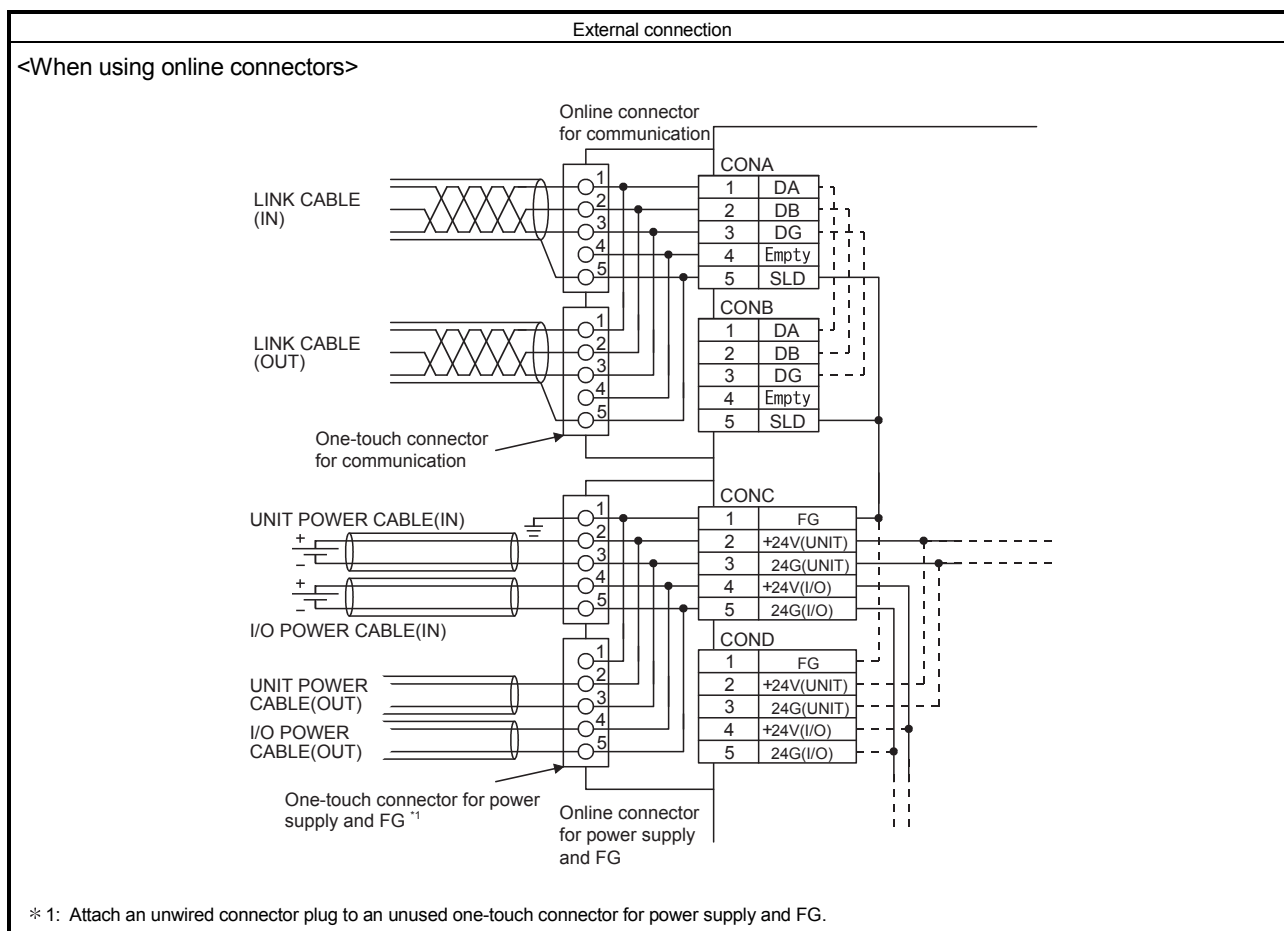 External connection
<When using online connectors>
Online connector
for communication
LINK CABLE
(IN)
1
2
3
4
5
CONA
1 DA
2 DB
3 DG
4 Empty
5 SLD
LINK CABLE
(OUT)
1
2
3
4
5
CONB
1 DA
2 DB
3 DG
4 Empty
5 SLD
One-touch connector
for communication
UNIT POWER CABLE(IN)
+
−
+
−
I/O POWER CABLE(IN)
1
2
3
4
5
CONC
1 FG
2 +24V(UNIT)
3 24G(UNIT)
4 +24V(I/O)
5 24G(I/O)
UNIT POWER
CABLE(OUT)
I/O POWER
CABLE(OUT)
1
2
3
4
5
COND
1 FG
2 +24V(UNIT)
3 24G(UNIT)
4 +24V(I/O)
5 24G(I/O)
One-touch connector for power
supply and FG *1
Online connector
for power supply
and FG
＊1: Attach an unwired connector plug to an unused one-touch connector for power supply and FG.